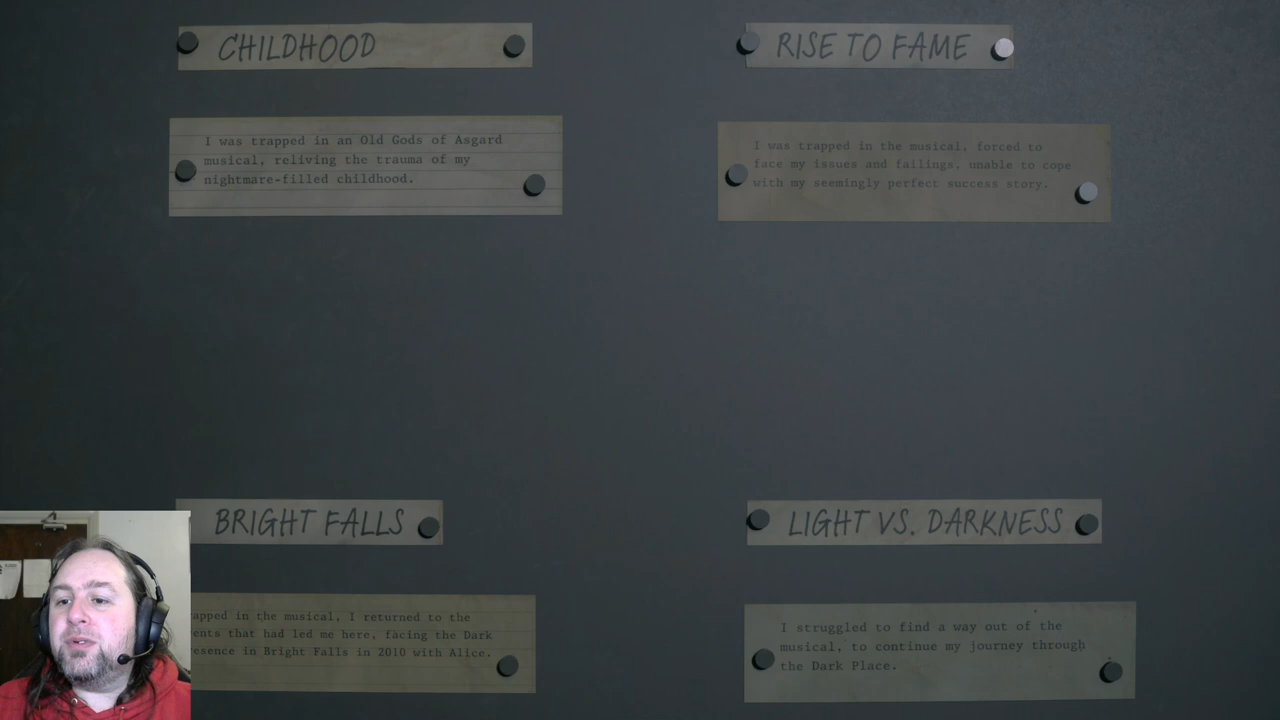 CHILDHOOD
I was trapped in an Old Gods of Asgard
musical, reliving the trauma of my
nightmare-filled childhood.
RISE TO FAME
I was trapped in the musical, forced to
face my issues and failings, unable to cope
with my seemingly perfect success story.
BRIGHT FALLS
in the musical, I returned to the
that had led me here, facing the Dark
in Bright Falls in 2010 with Alice.
LIGHT VS. DARKNESS
I struggled to find a way out of the
musical, to continue my journey through
the Dark Place.